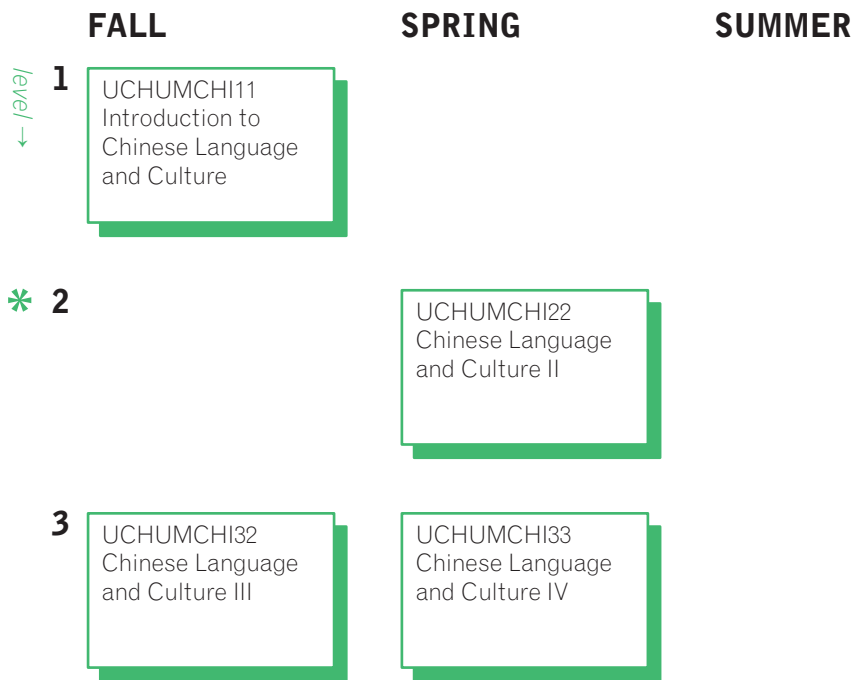 FALL SPRING SUMMER
level →
1
UCHUMCHI11
Introduction to
Chinese Language
and Culture
* 2
UCHUMCHI22
Chinese Language
and Culture II
3
UCHUMCHI32
Chinese Language
and Culture III
UCHUMCHI33
Chinese Language
and Culture IV